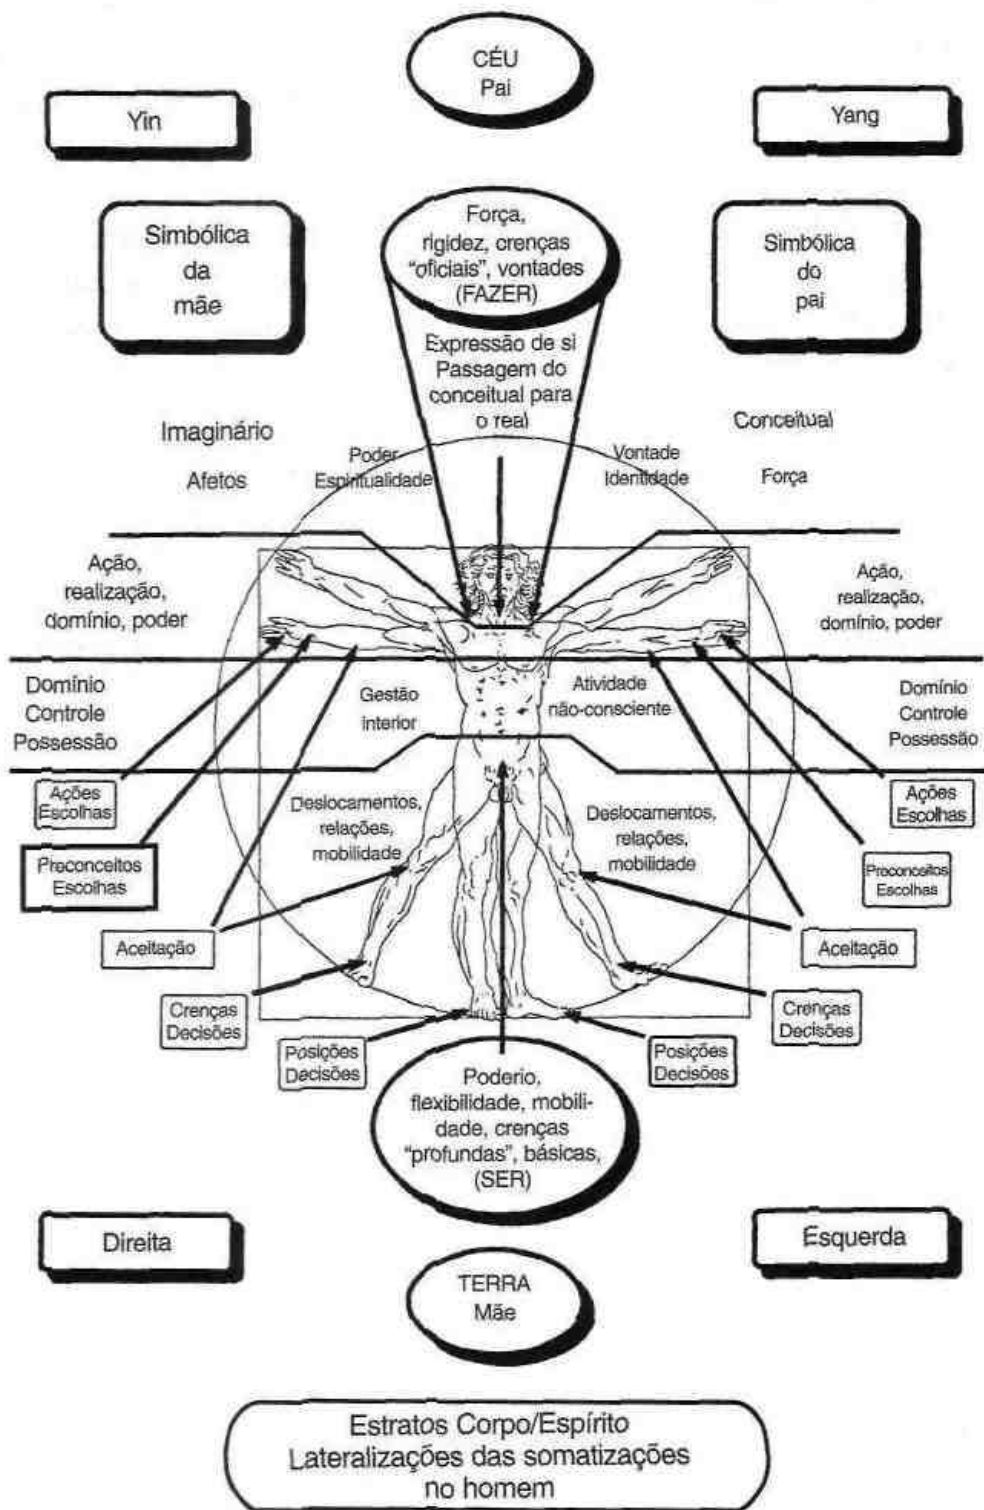 CÉU
Pai
Yin
Yang
Simbólica
da
mãe
Força,
rigidez, crenças
"oficiais", vontades
(FAZER)
Simbólica
do
pai
Expressão de si
Passagem do
conceitual para
o real
Imaginário
Afetos
Poder
Espiritualidade
Vontade
Identidade
Conceitual
Força
Ação,
realização,
domínio, poder
Ação,
realização,
domínio, poder
Domínio
Controle
Possessão
Gestão
Interior
Atividade
não-consciente
Domínio
Controle
Possessão
Ações
Escolhas
Deslocamentos,
relações,
mobilidade
Deslocamentos,
relações,
mobilidade
Ações
Escolhas
Preconceitos
Escolhas
Preconceitos
Escolhas
Aceitação
Aceitação
Crenças
Decisões
Crenças
Decisões
Posições
Decisões
Posições
Decisões
Poderio,
flexibilidade, mobili-
dade, crenças
"profundas", básicas,
(SER)
Direita
Esquerda
TERRA
Mãe
Estratos Corpo/Espírito
Lateralizações das somatizações
no homem